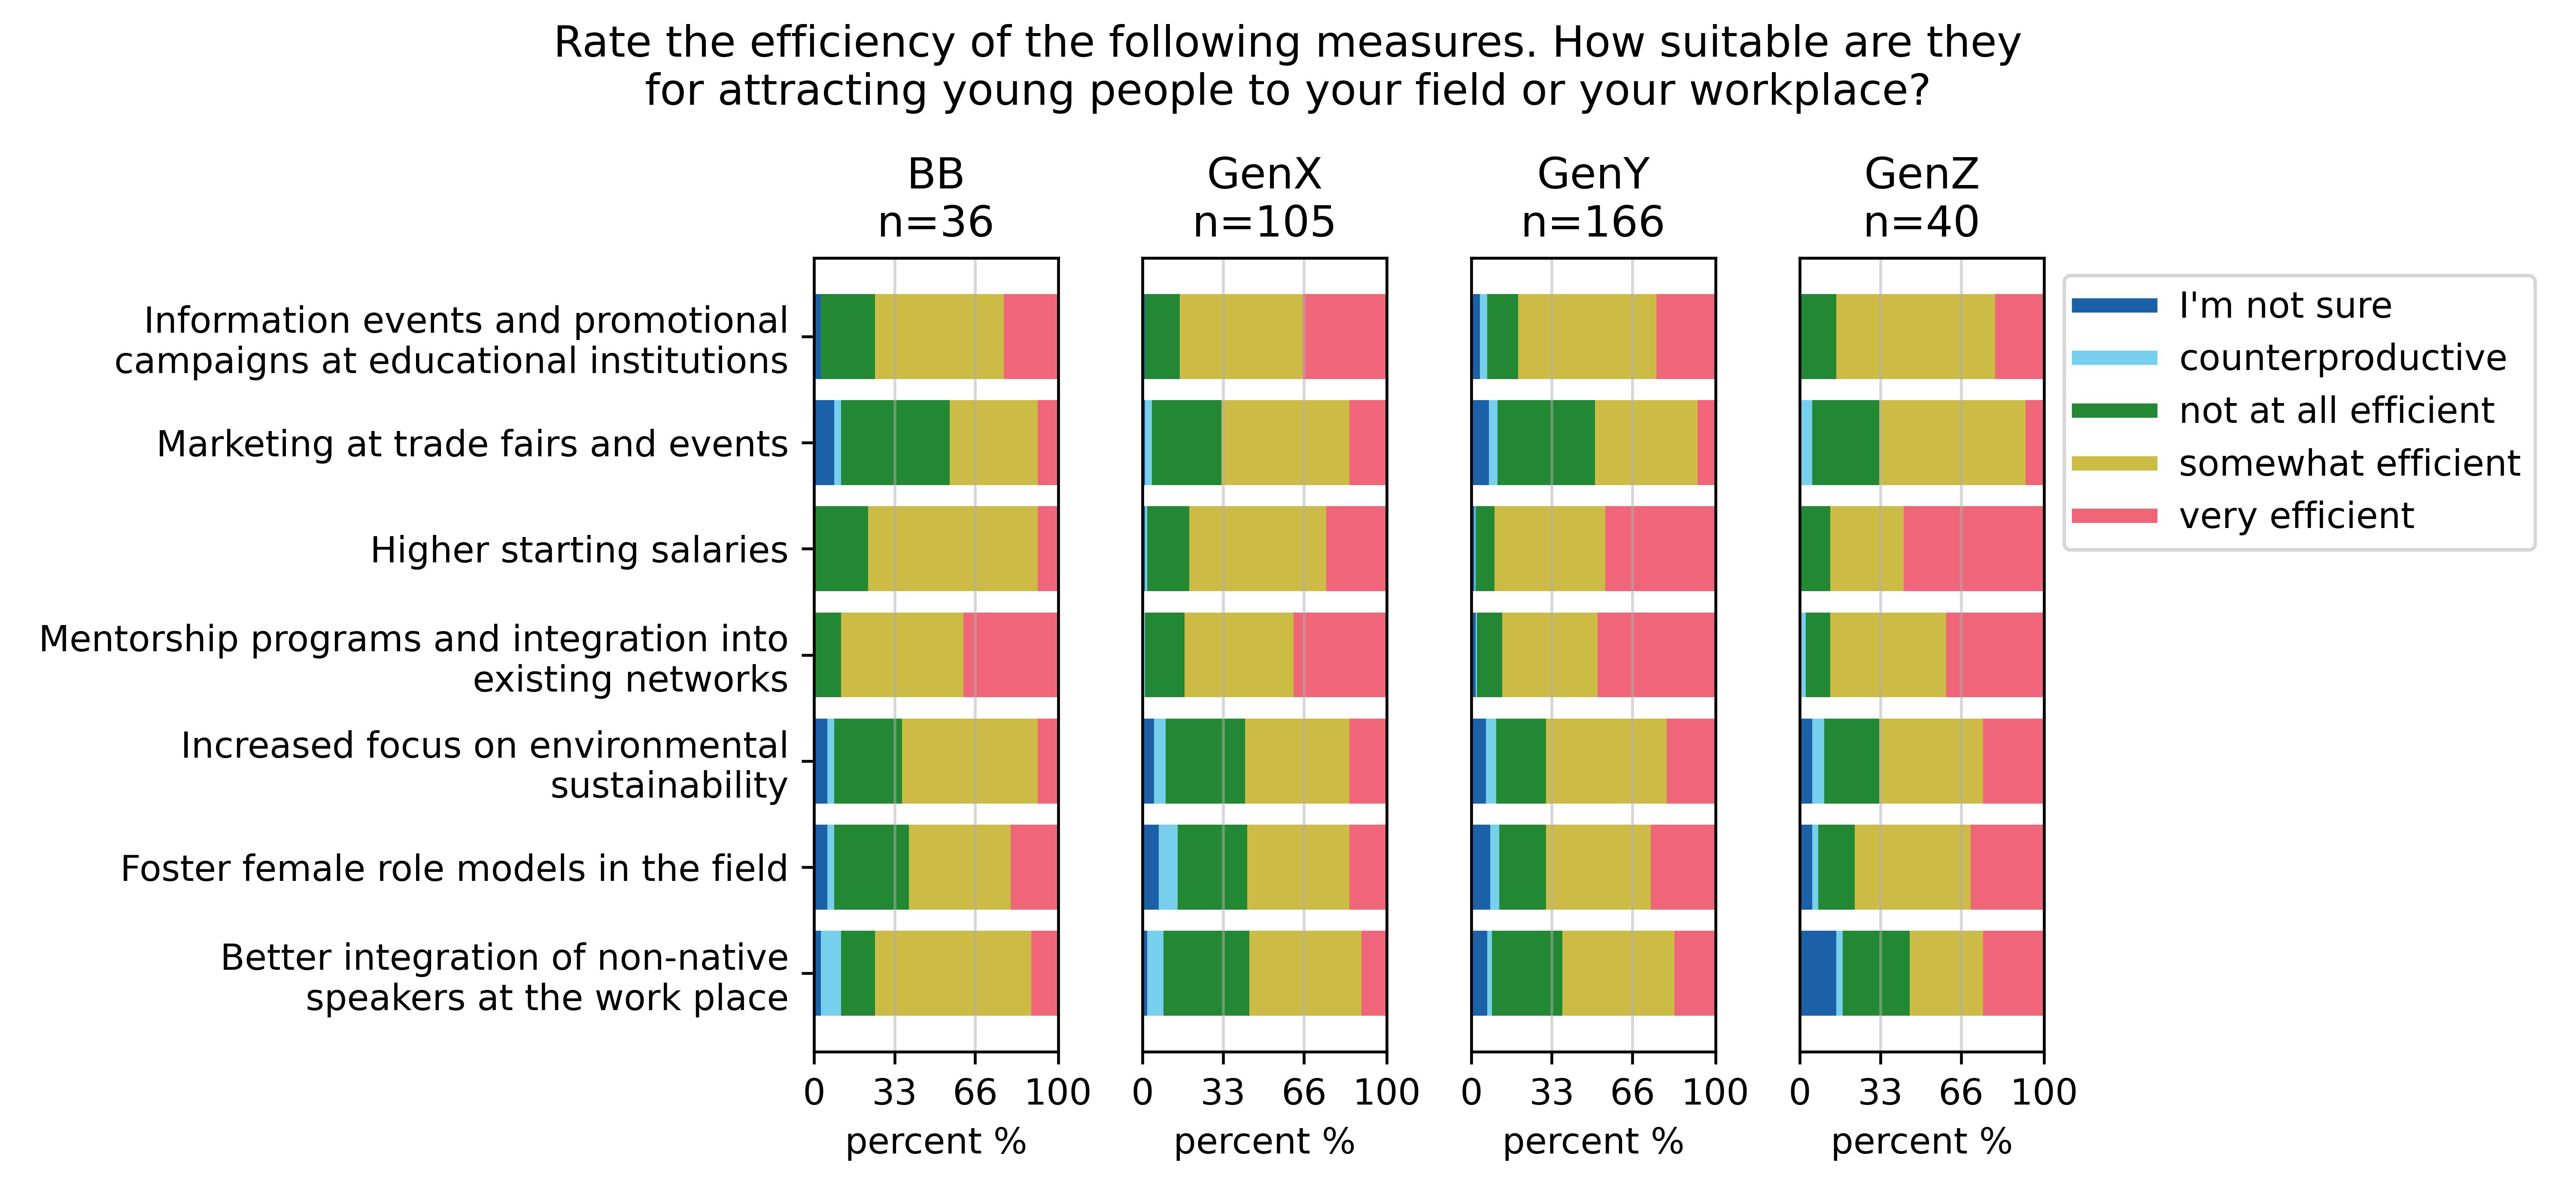 Rate the efficiency of the following measures. How suitable are they
for attracting young people to your field or your workplace?
BB
n=36
GenX
n=105
GenY
n=166
GenZ
n=40
Information events and promotional
campaigns at educational institutions
Marketing at trade fairs and events
Higher starting salaries
Mentorship programs and integration into
existing networks
Increased focus on environmental
sustainability
Foster female role models in the field
Better integration of non-native
speakers at the work place
I'm not sure
counterproductive
not at all efficient
somewhat efficient
very efficient
0 33 66 100
percent %
0 33 66 100
percent %
0 33 66 100
percent %
0 33 66 100
percent %